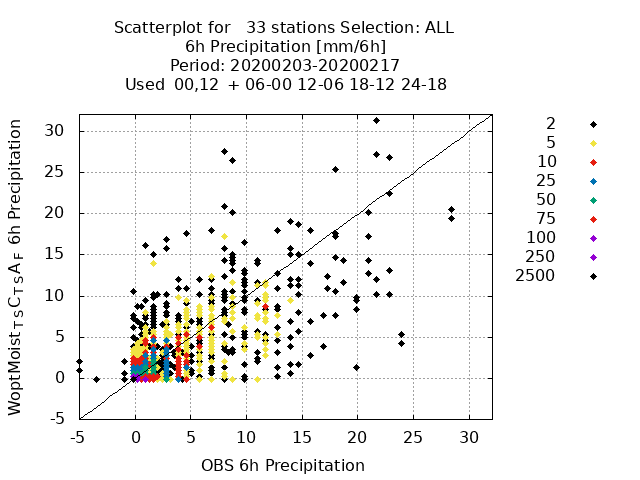 Scatterplot for   33 stations Selection: ALL
6h Precipitation [mm/6h]
Period: 20200203-20200217
Used  00,12  + 06-00 12-06 18-12 24-18
WoptMoist_T S C_T S A_F  6h Precipitation
30
25
20
15
10
5
0
-5
-5 0 5 10 15 20 25 30
OBS 6h Precipitation
2
5
10
25
50
75
100
250
2500